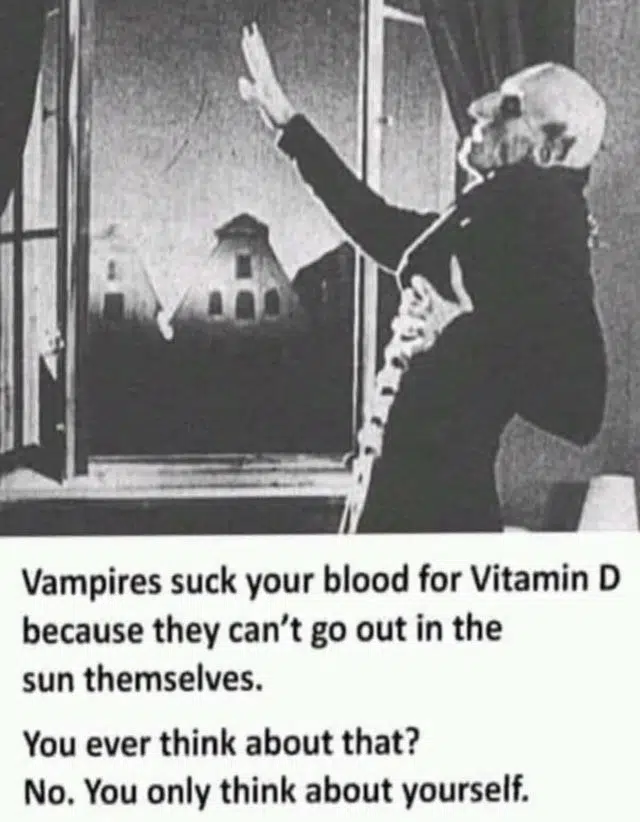 Vampires suck your blood for Vitamin D
because they can't go out in the
sun themselves.
You ever think about that?
No. You only think about yourself.